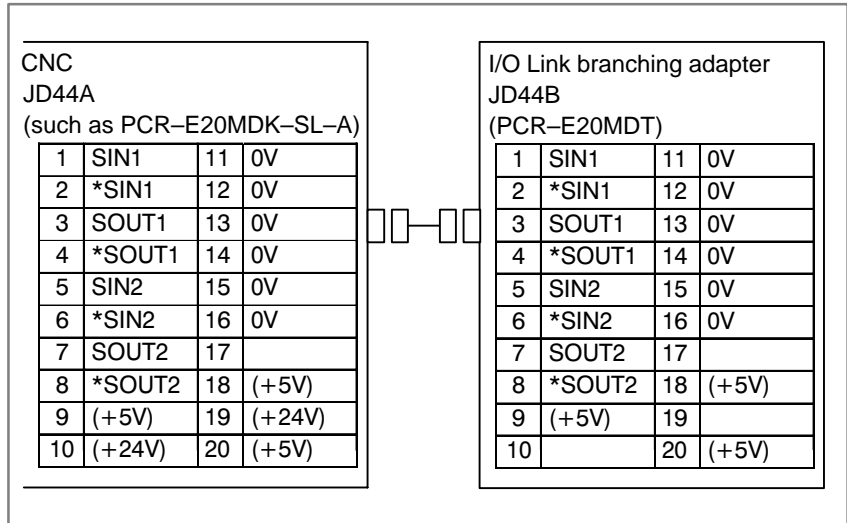 CNC
JD44A
(such as PCR–E20MDK–SL–A)
1 SIN1 11 0V
2 *SIN1 12 0V
3 SOUT1 13 0V
4 *SOUT1 14 0V
5 SIN2 15 0V
6 *SIN2 16 0V
7 SOUT2 17
8 *SOUT2 18 (+5V)
9 (+5V) 19 (+24V)
10 (+24V) 20 (+5V)
I/O Link branching adapter
JD44B
(PCR–E20MDT)
1 SIN1 11 0V
2 *SIN1 12 0V
3 SOUT1 13 0V
4 *SOUT1 14 0V
5 SIN2 15 0V
6 *SIN2 16 0V
7 SOUT2 17
8 *SOUT2 18 (+5V)
9 (+5V) 19
10 20 (+5V)